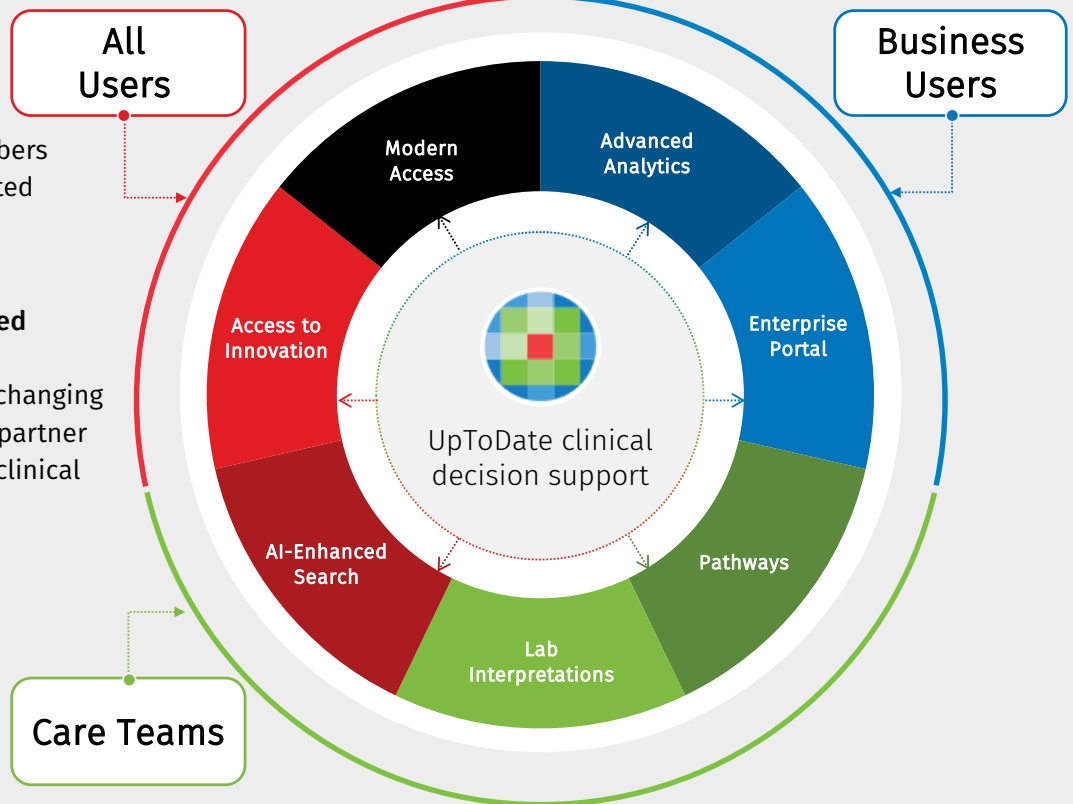 All
Users
Business
Users
bers
ted
ed
changing
partner
clinical
Modern
Access
Advanced
Analytics
Access to
Innovation
Enterprise
Portal
UpToDate clinical
decision support
AI-Enhanced
Search
Pathways
Lab
Interpretations
Care Teams